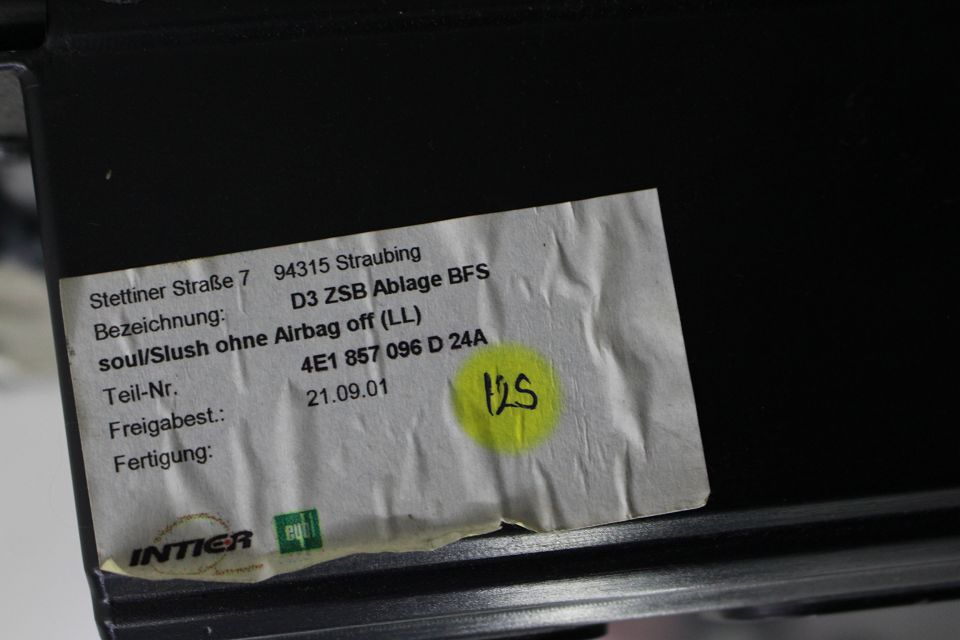 Stettiner Straße 7 94315 Straubing
Bezeichnung: D3 ZSB Ablage BFS
soul/Slush ohne Airbag off (LL)
Teil-Nr. 4E1 857 096 D 24A
Freigabest.: 21.09.01
Fertigung:
12S
INTIER eybl